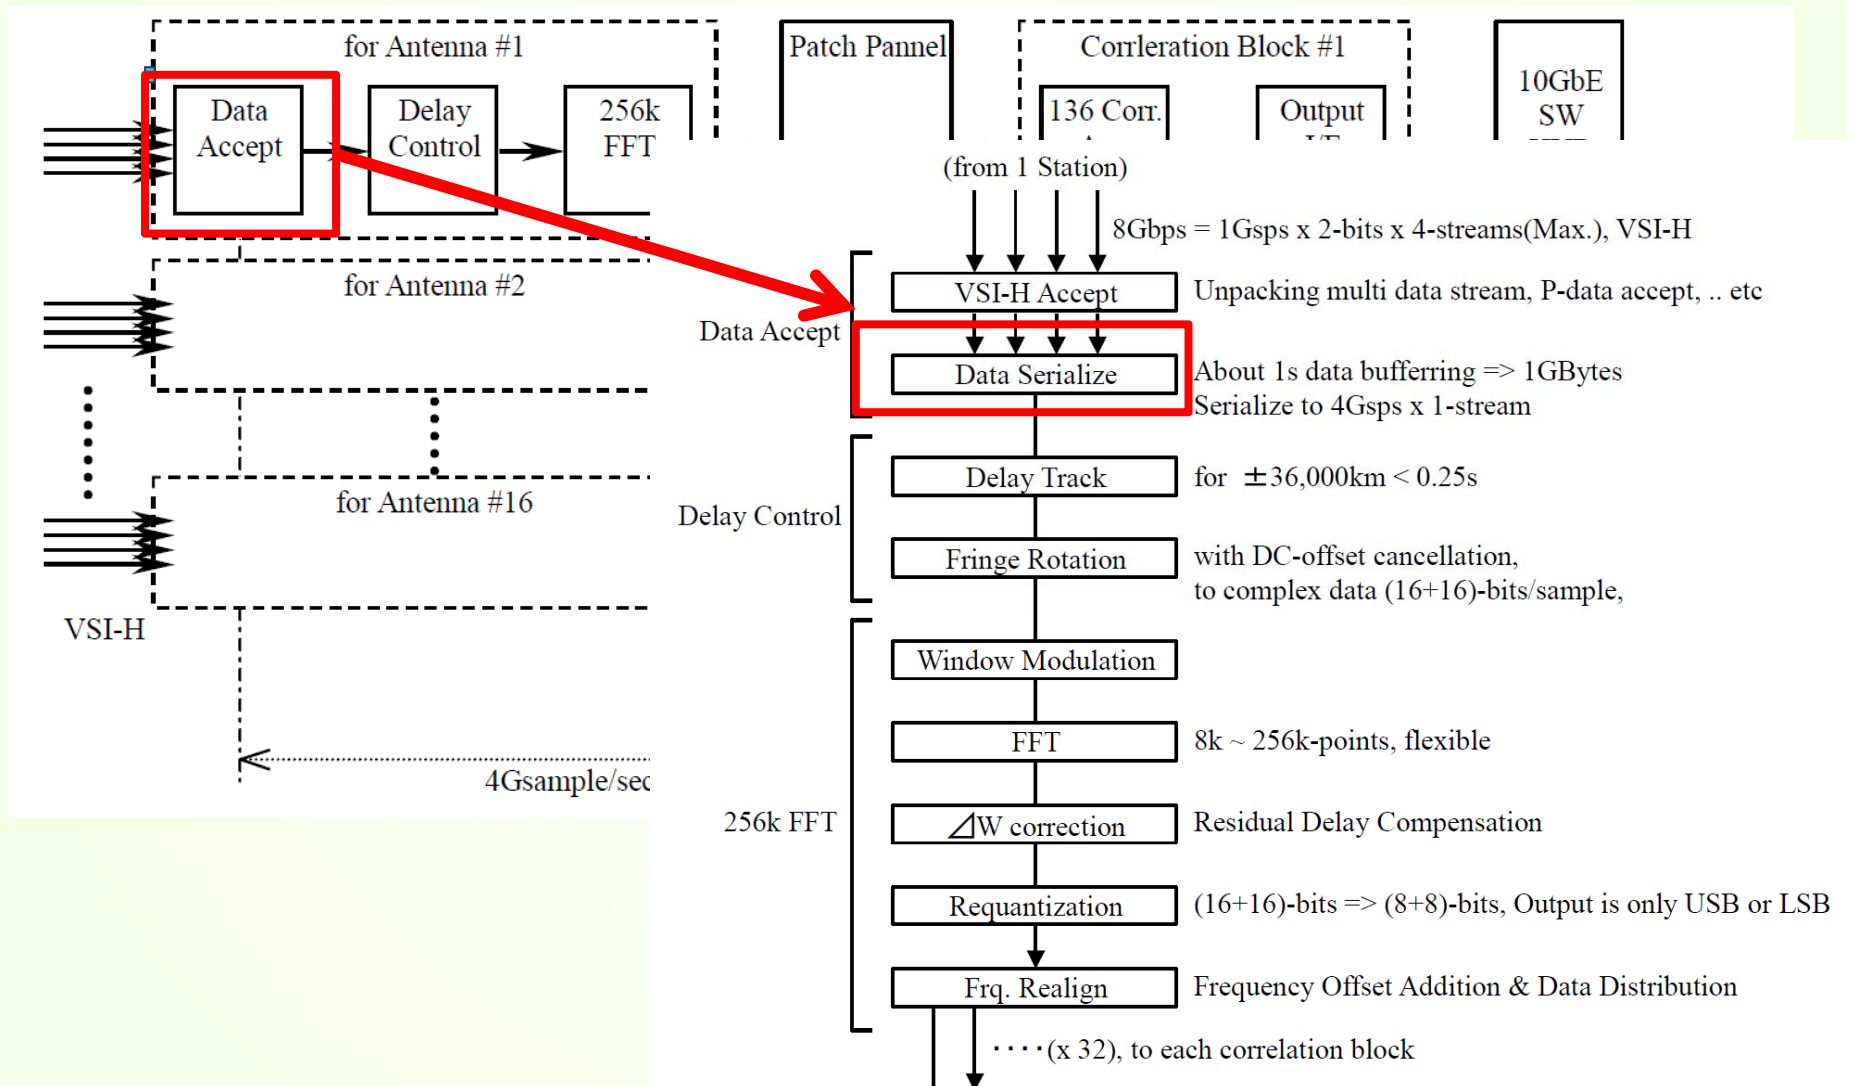 for Antenna #1
Data
Accept
Delay
Control
256k
FFT
Patch Pannel
Corrleration Block #1
136 Corr.
Output
10GbE
SW
for Antenna #2
for Antenna #16
VSI-H
4Gsample/sec
(from 1 Station)
8Gbps = 1Gsps x 2-bits x 4-streams(Max.), VSI-H
Data Accept
VSI-H Accept
Unpacking multi data stream, P-data accept, .. etc
Data Serialize
About 1s data bufferring => 1GBytes
Serialize to 4Gsps x 1-stream
Delay Control
Delay Track
for ±36,000km < 0.25s
Fringe Rotation
with DC-offset cancellation,
to complex data (16+16)-bits/sample,
256k FFT
Window Modulation
FFT
8k ~ 256k-points, flexible
⊿W correction
Residual Delay Compensation
Requantization
(16+16)-bits => (8+8)-bits, Output is only USB or LSB
Frq. Realign
Frequency Offset Addition & Data Distribution
····(x 32), to each correlation block